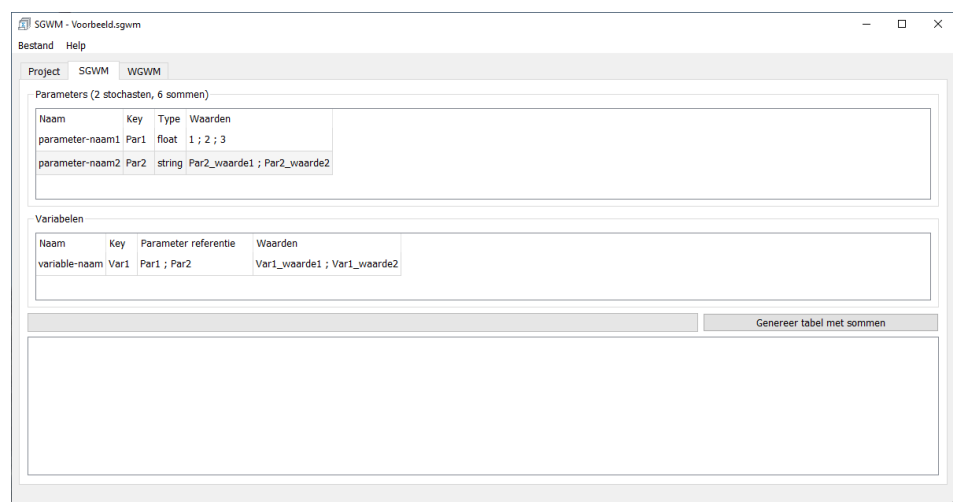 SGWM - Voorbeeld.sgwm
Bestand Help
Project SGWM WGWM
Parameters (2 stochasten, 6 sommen)
Naam Key Type Waarden
parameter-naam1 Par1 float 1 ; 2 ; 3
parameter-naam2 Par2 string Par2_waarde1 ; Par2_waarde2
Variabelen
Naam Key Parameter referentie Waarden
variable-naam Var1 Par1 ; Par2 Var1_waarde1 ; Var1_waarde2
Genereer tabel met sommen